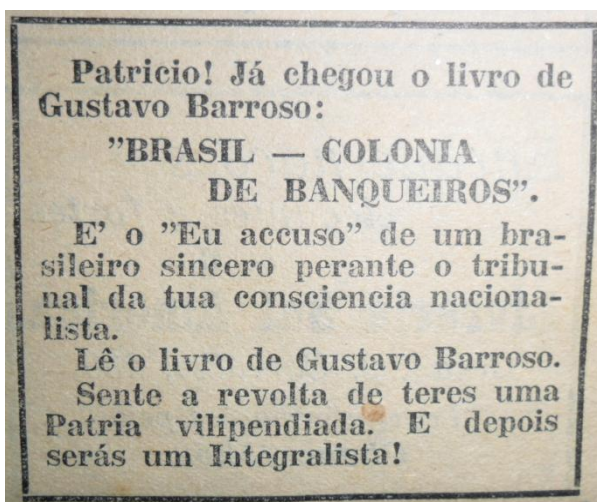 Patricio! Já chegou o livro de
Gustavo Barroso:
"BRASIL — COLONIA
DE BANQUEIROS".
E' o "Eu accuso" de um bra-
sileiro sincero perante o tribu-
nal da tua consciencia naciona-
lista.
Lê o livro de Gustavo Barroso.
Sente a revolta de teres uma
Patria vilipendiada. E depois
serás um Integralista!